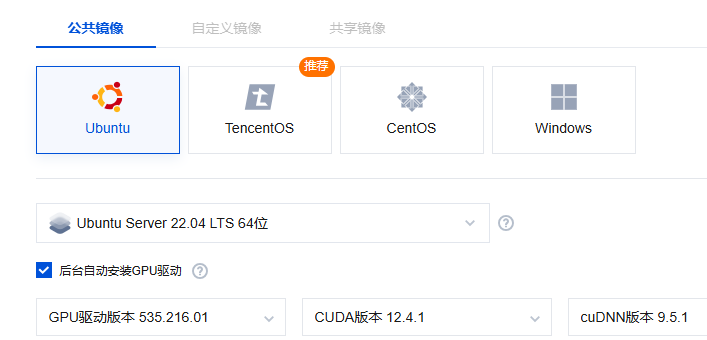 公共镜像 自定义镜像 共享镜像
推荐
Ubuntu TencentOS CentOS Windows
Ubuntu Server 22.04 LTS 64位
后台自动安装GPU驱动
GPU驱动版本 535.216.01 CUDA版本 12.4.1 cuDNN版本 9.5.1